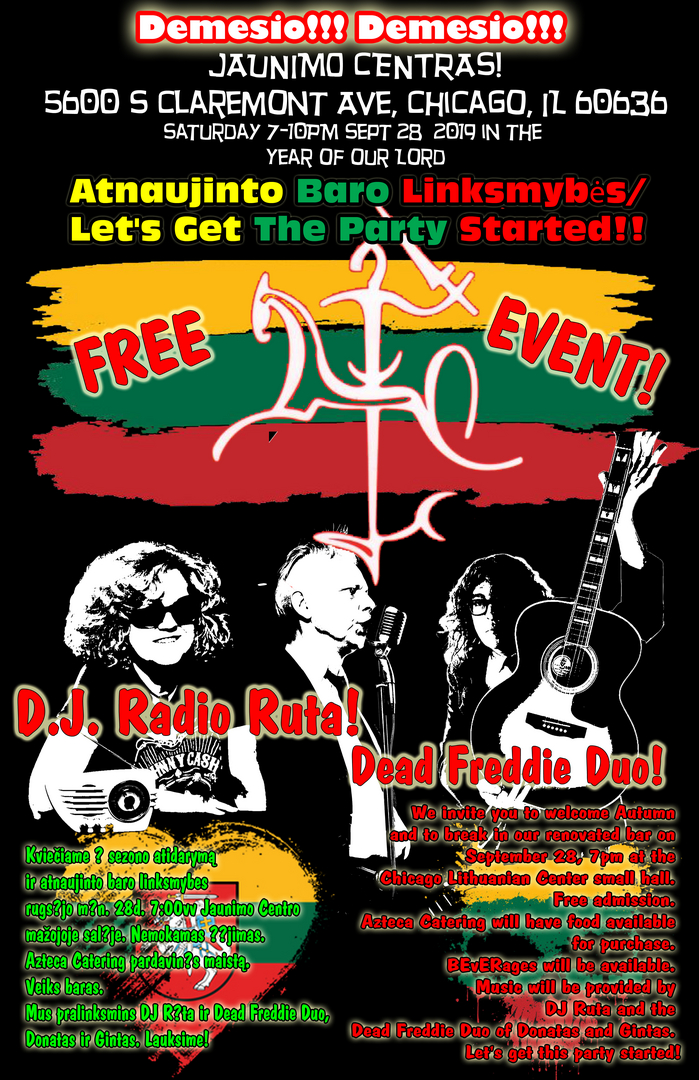 Demesio!!! Demesio!!!
JAUNIMO CENTRAS!
5600 S CLAREMONT AVE, CHICAGO, IL 60636
SATURDAY 7-10PM SEPT 28 2019 IN THE
YEAR OF OUR LORD
Atnaujinto Baro Linksmybės/
Let's Get The Party Started!!
FREE
EVENT!
D.J. Radio Ruta!
NNY CASH
Dead Freddie Duo!
Kviečiame ? sezono atidarymą
ir atnaujinto baro linksmybes
rugs?jo m?n. 28d. 7:00vv Jaunimo Centro
mažojoje sal?je. Nemokamas ??jimas.
Azteca Catering pardavin?s maistą.
Veiks baras.
Mus pralinksmins DJ R?ta ir Dead Freddie Duo,
Donatas ir Gintas. Lauksime!
We invite you to welcome Autumn
and to break in our renovated bar on
September 28, 7pm at the
Chicago Lithuanian Center small hall.
Free admission.
Azteca Catering will have food available
for purchase.
BEvERages will be available.
Music will be provided by
DJ Ruta and the
Dead Freddie Duo of Donatas and Gintas.
Let's get this party started!